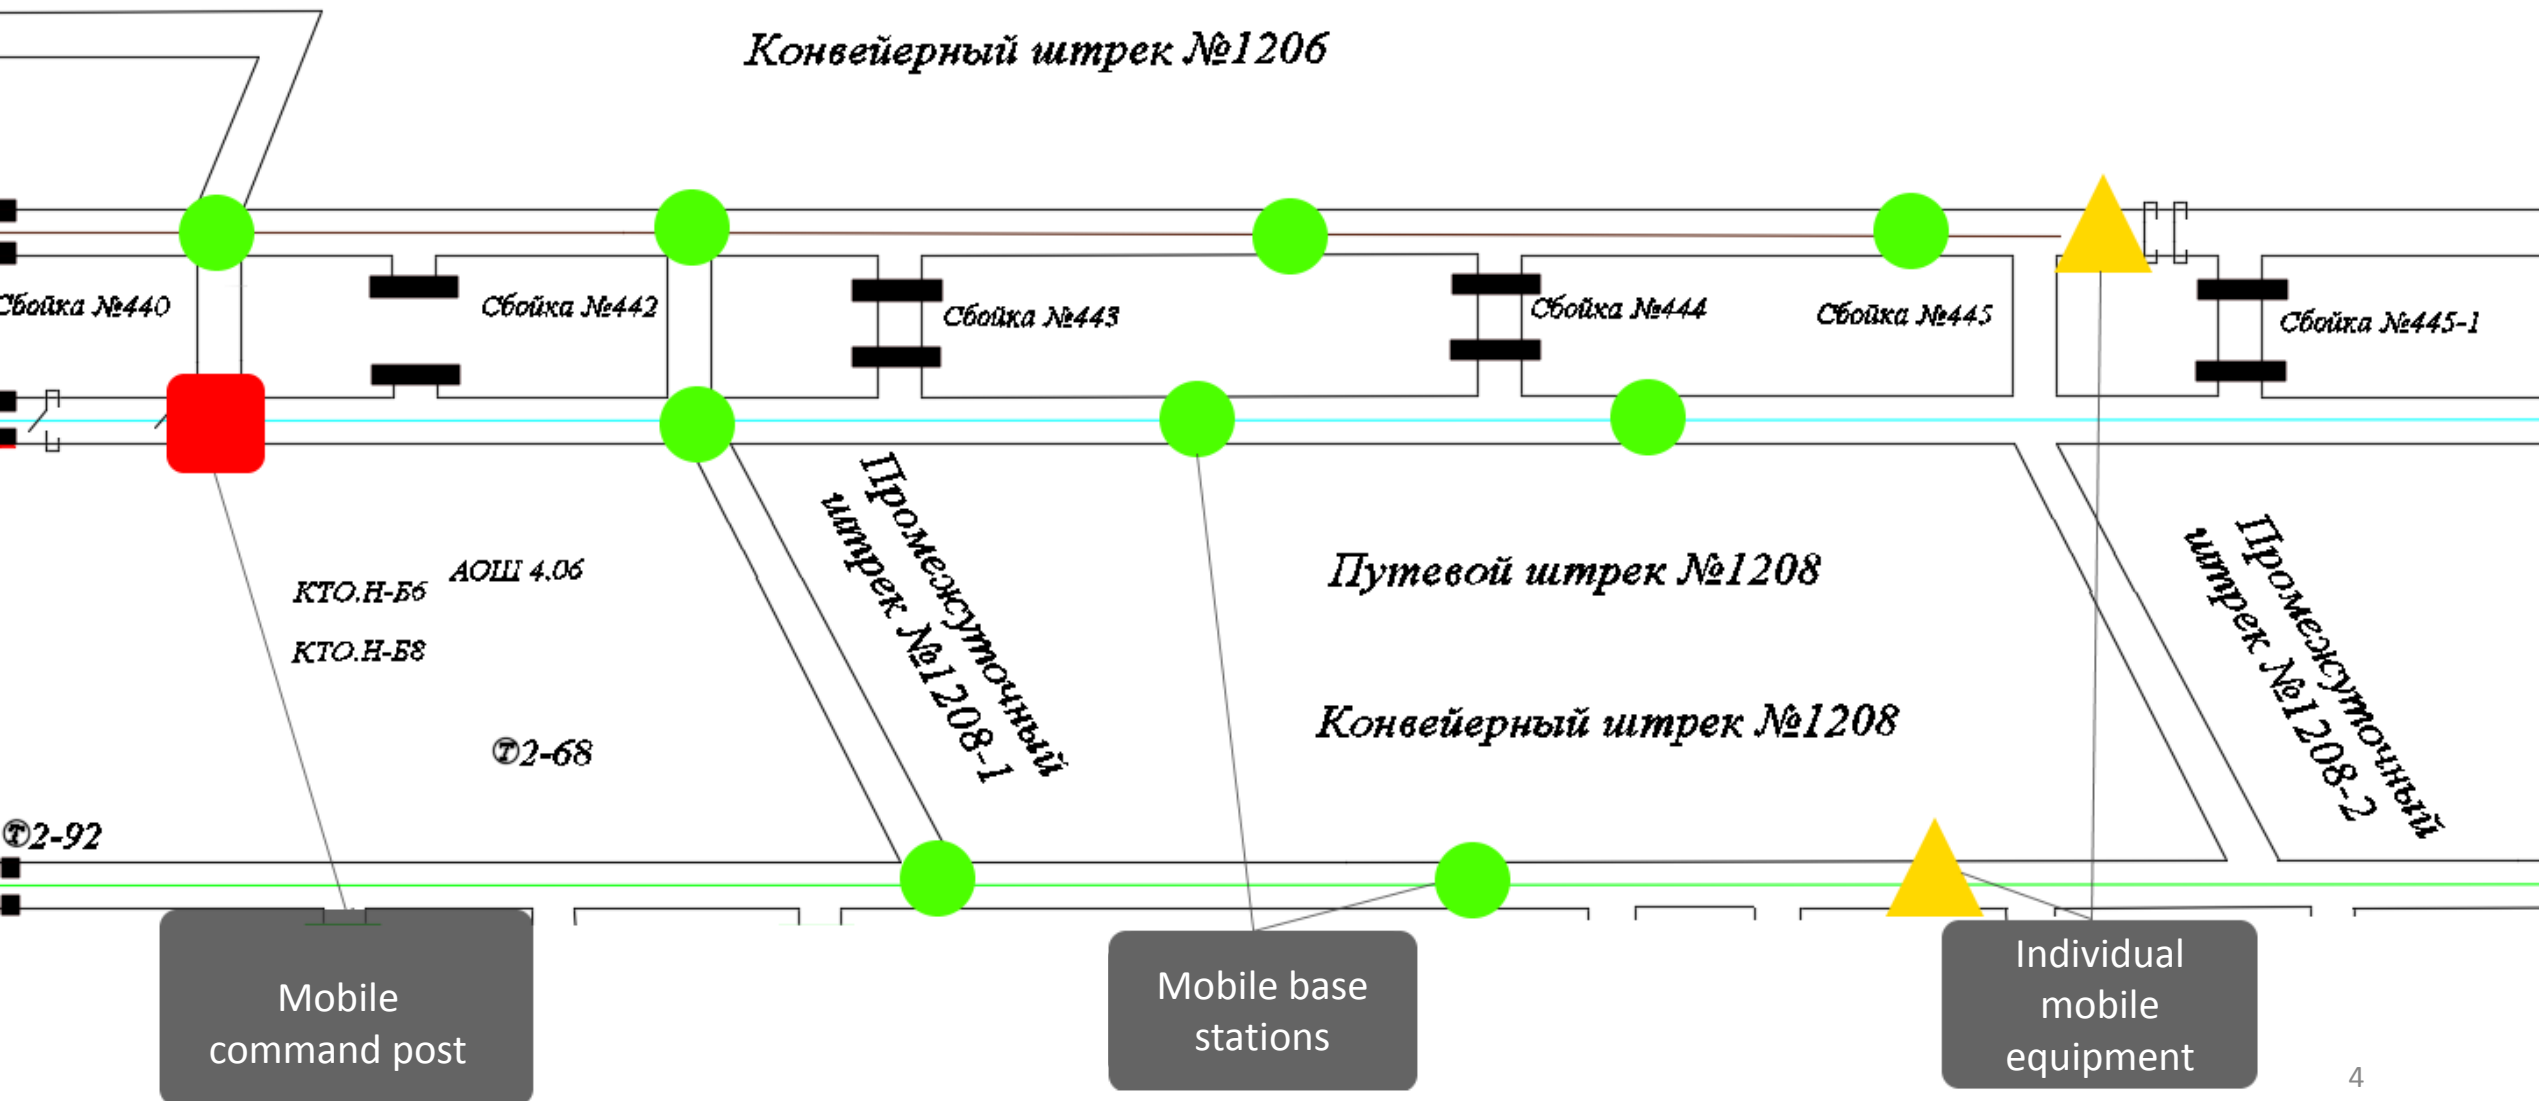 Конвейерный штрек №1206
Сбойка №440
Сбойка №442
Сбойка №443
Сбойка №444
Сбойка №445
Сбойка №445-1
Промежуточный
штрек №1208-1
Путевой штрек №1208
Промежуточный
штрек №1208-2
АОШ 4.06
КТО.Н-Б6
КТО.Н-Б8
Конвейерный штрек №1208
Т2-68
Т2-92
Mobile
command post
Mobile base
stations
Individual
mobile
equipment
4